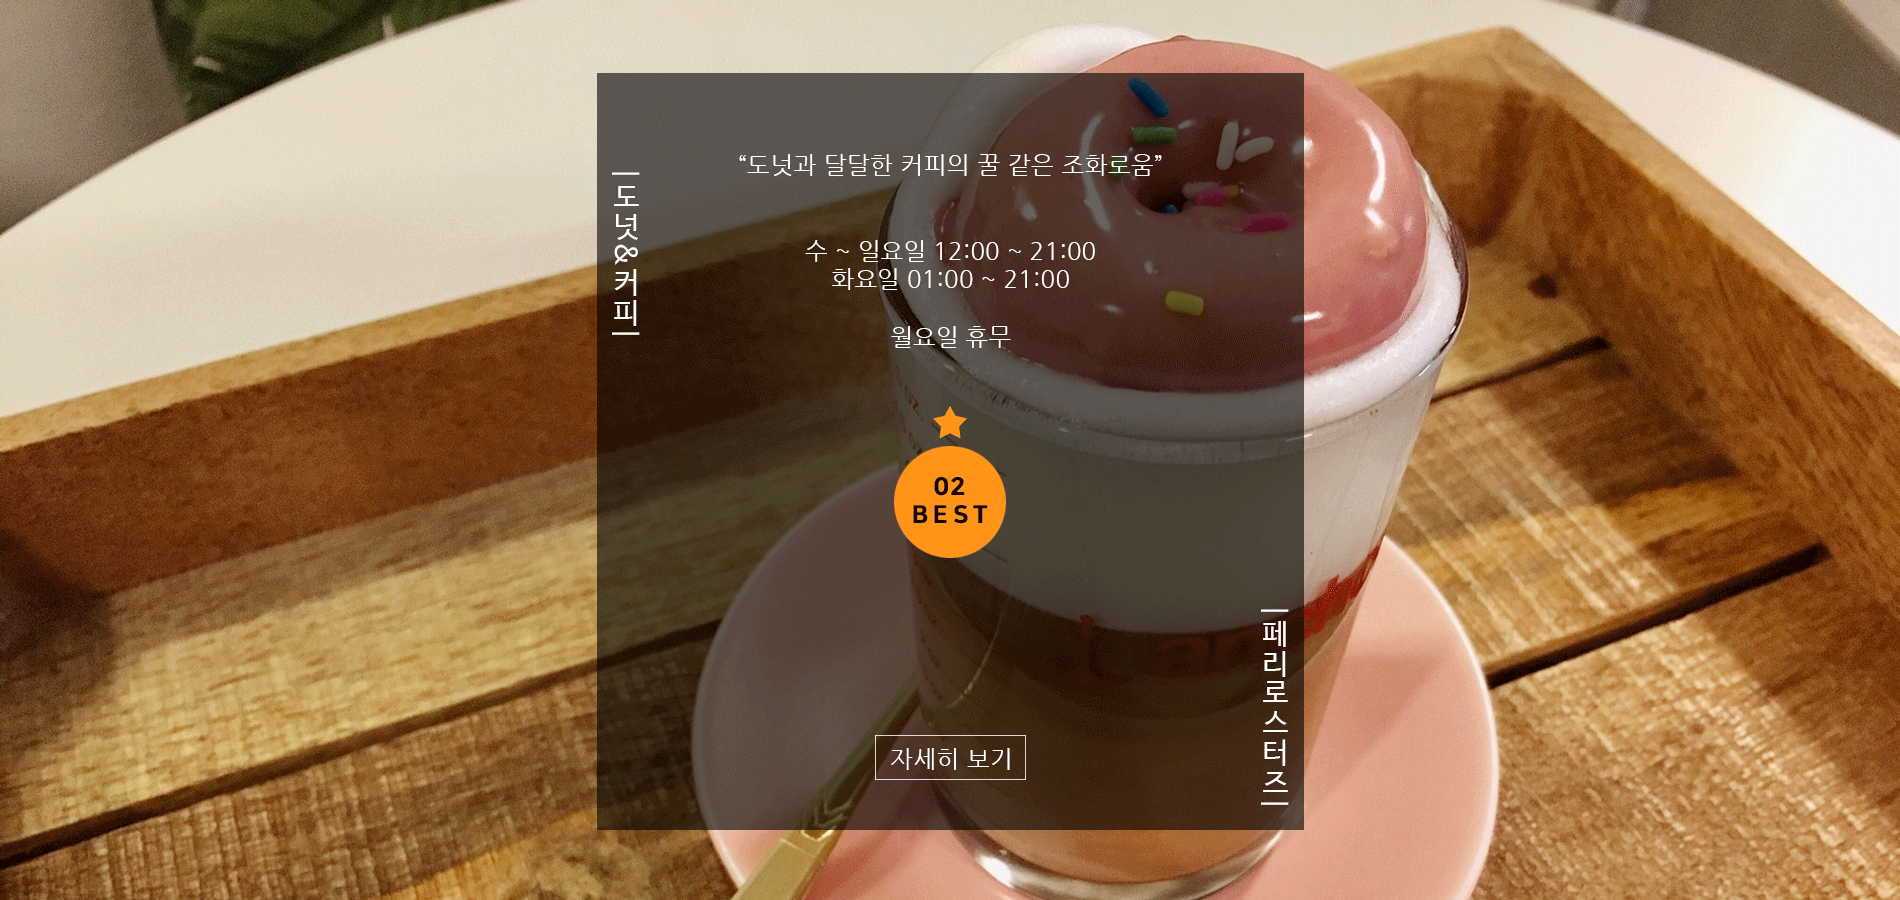 “도넛과 달달한 커피의 꿀 같은 조화로움”
|도넛&커피|
수 ~ 일요일 12:00 ~ 21:00
화요일 01:00 ~ 21:00
월요일 휴무
02
BEST
|페리로스터즈|
자세히 보기